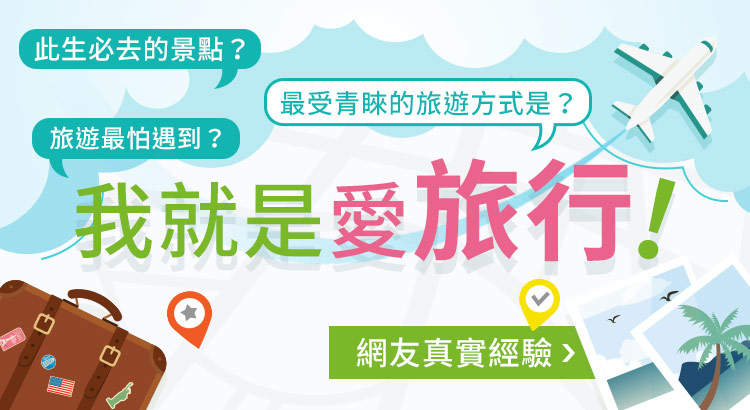 此生必去的景點？
最受青睞的旅遊方式是？
旅遊最怕遇到？
我就是愛旅行!
網友真實經驗 ›